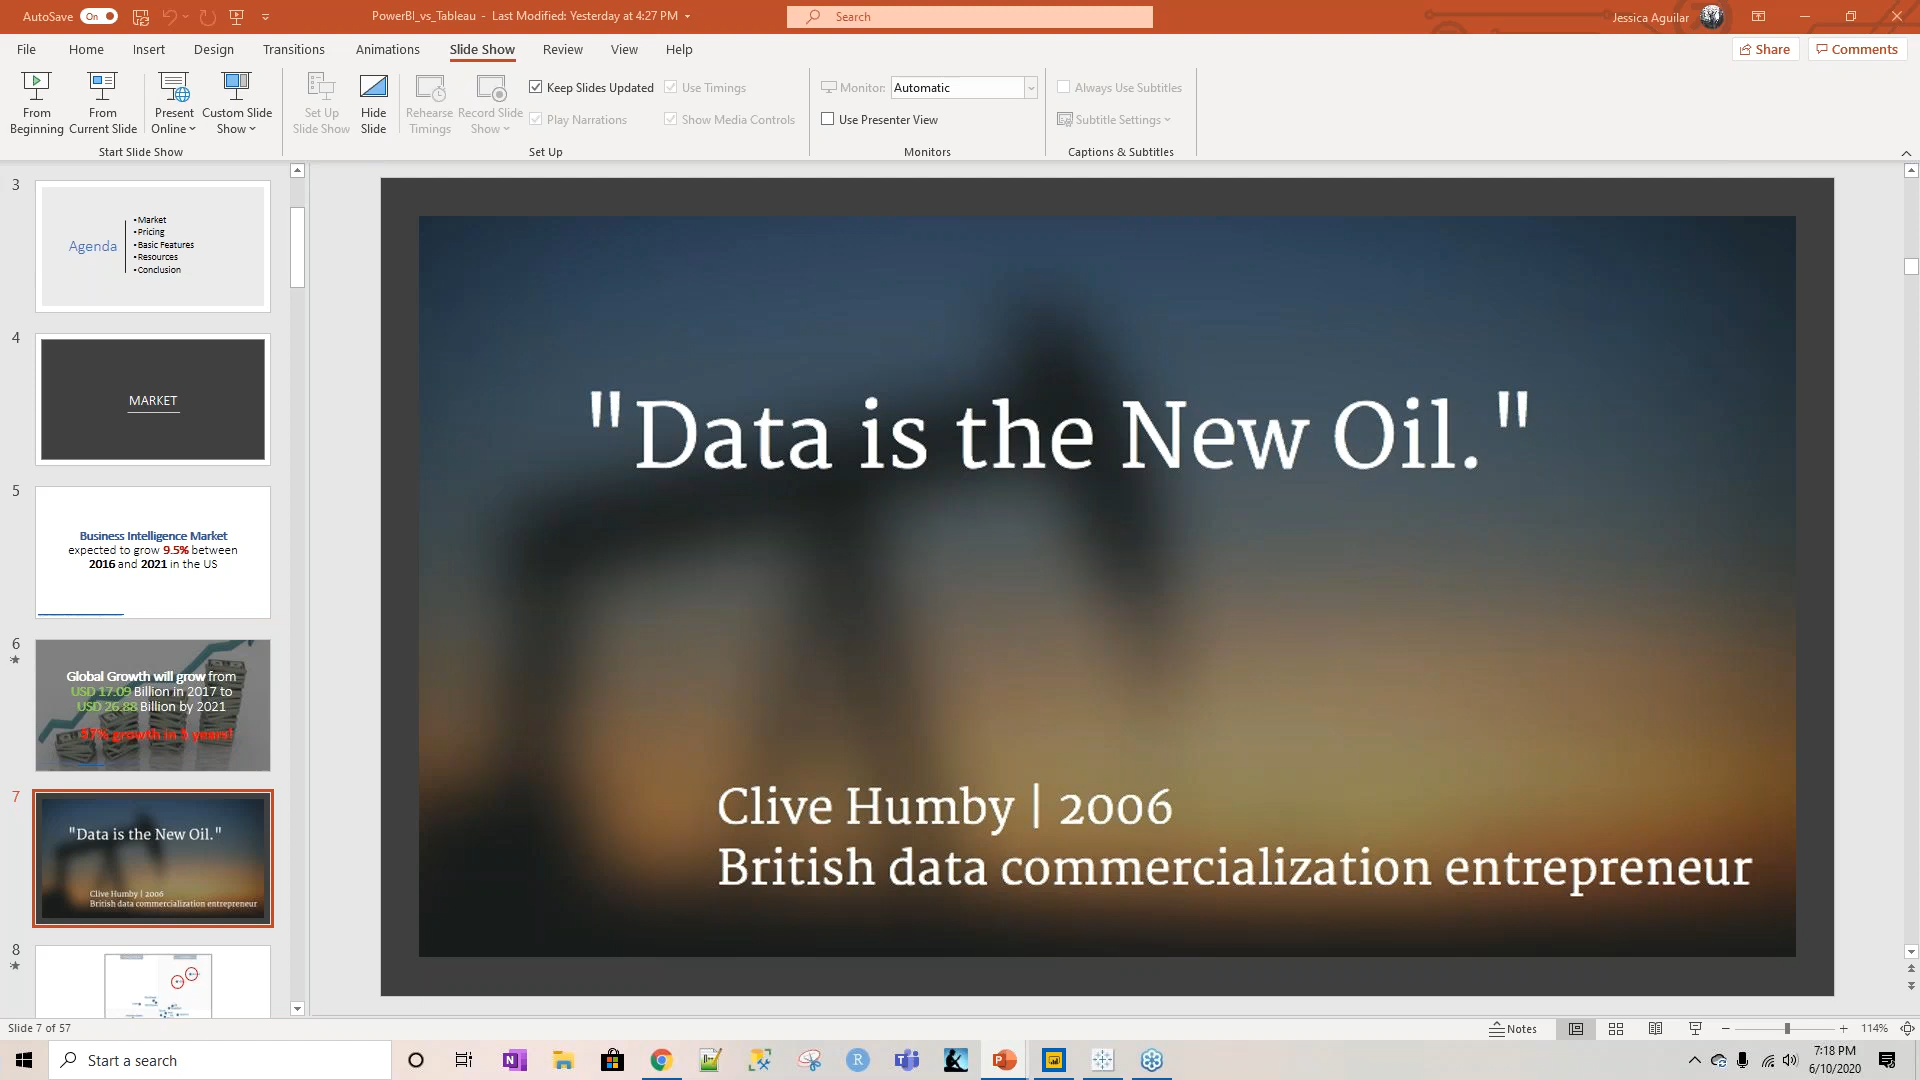 AutoSave On PowerBI_vs_Tableau - Last Modified: Yesterday at 4:27 PM Search Jessica Aguilar
File Home Insert Design Transitions Animations Slide Show Review View Help Share Comments
From Beginning
From Current Slide
Present Online
Custom Slide Show
Set Up Slide Show
Hide Slide
Rehearse Timings
Record Slide Show
Keep Slides Updated
Play Narrations
Use Timings
Show Media Controls
Monitor: Automatic
Use Presenter View
Always Use Subtitles
Subtitle Settings
Start Slide Show Set Up Monitors Captions & Subtitles
3
Agenda
•Market
•Pricing
•Basic Features
•Resources
•Conclusion
4
MARKET
5
Business Intelligence Market
expected to grow 9.5% between
2016 and 2021 in the US
6
Global Growth will grow from
USD 17.09 Billion in 2017 to
USD 26.88 Billion by 2021
57% growth in 5 years!
7
"Data is the New Oil."
Clive Humby | 2006
British data commercialization entrepreneur
8
"Data is the New Oil."
Clive Humby | 2006
British data commercialization entrepreneur
Slide 7 of 57 Notes 114%
Start a search
7:18 PM
6/10/2020